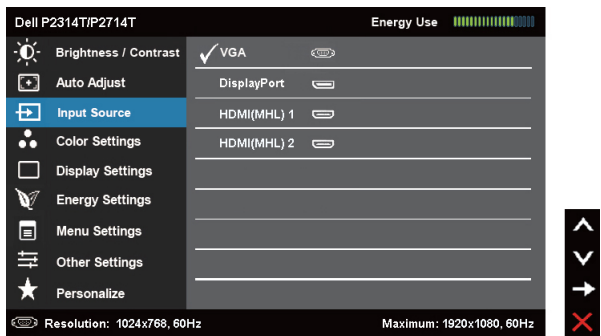 Dell P2314T/P2714T Energy Use
Brightness / Contrast VGA
Auto Adjust DisplayPort
Input Source HDMI(MHL) 1
Color Settings HDMI(MHL) 2
Display Settings
Energy Settings
Menu Settings
Other Settings
Personalize
Resolution: 1024x768, 60Hz Maximum: 1920x1080, 60Hz